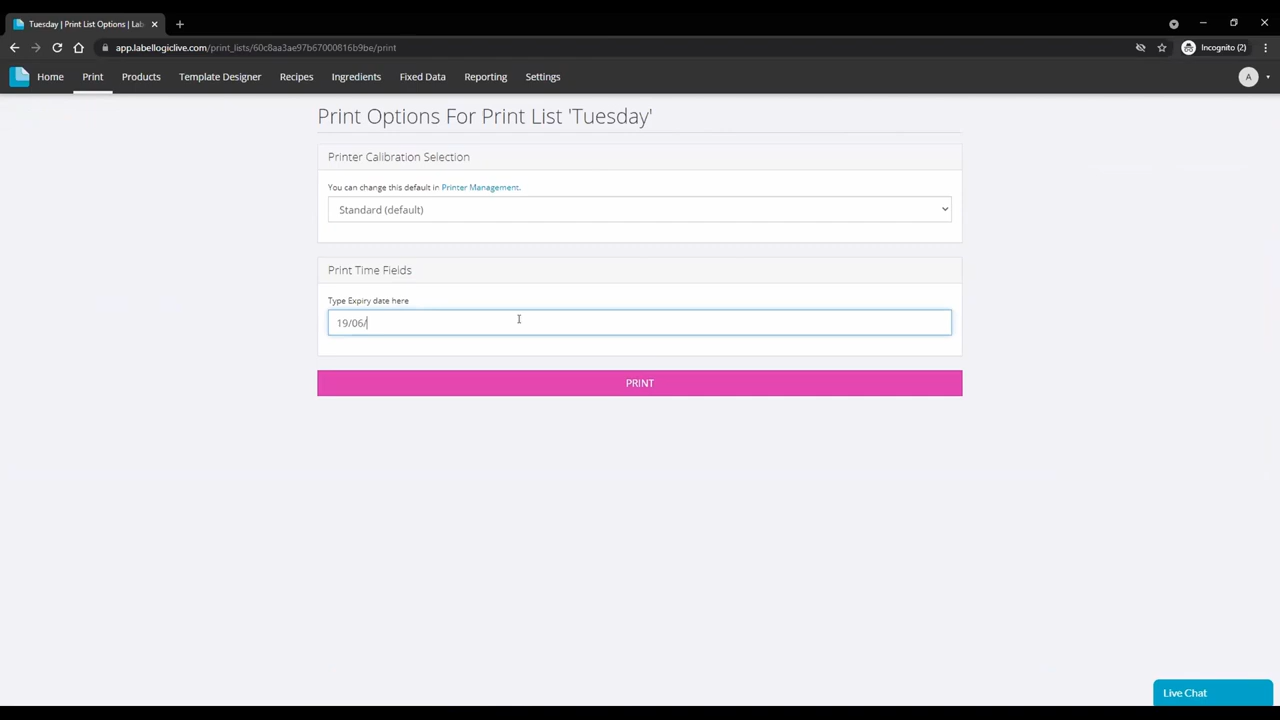 Tuesday | Print List Options | Lab
app.labellogiclive.com/print_lists/60c8aa3ae97b67000816b9be/print
Incognito (2)
Home
Print
Products
Template Designer
Recipes
Ingredients
Fixed Data
Reporting
Settings
A
Print Options For Print List 'Tuesday'
Printer Calibration Selection
You can change this default in Printer Management.
Standard (default)
Print Time Fields
Type Expiry date here
19/06/
PRINT
Live Chat